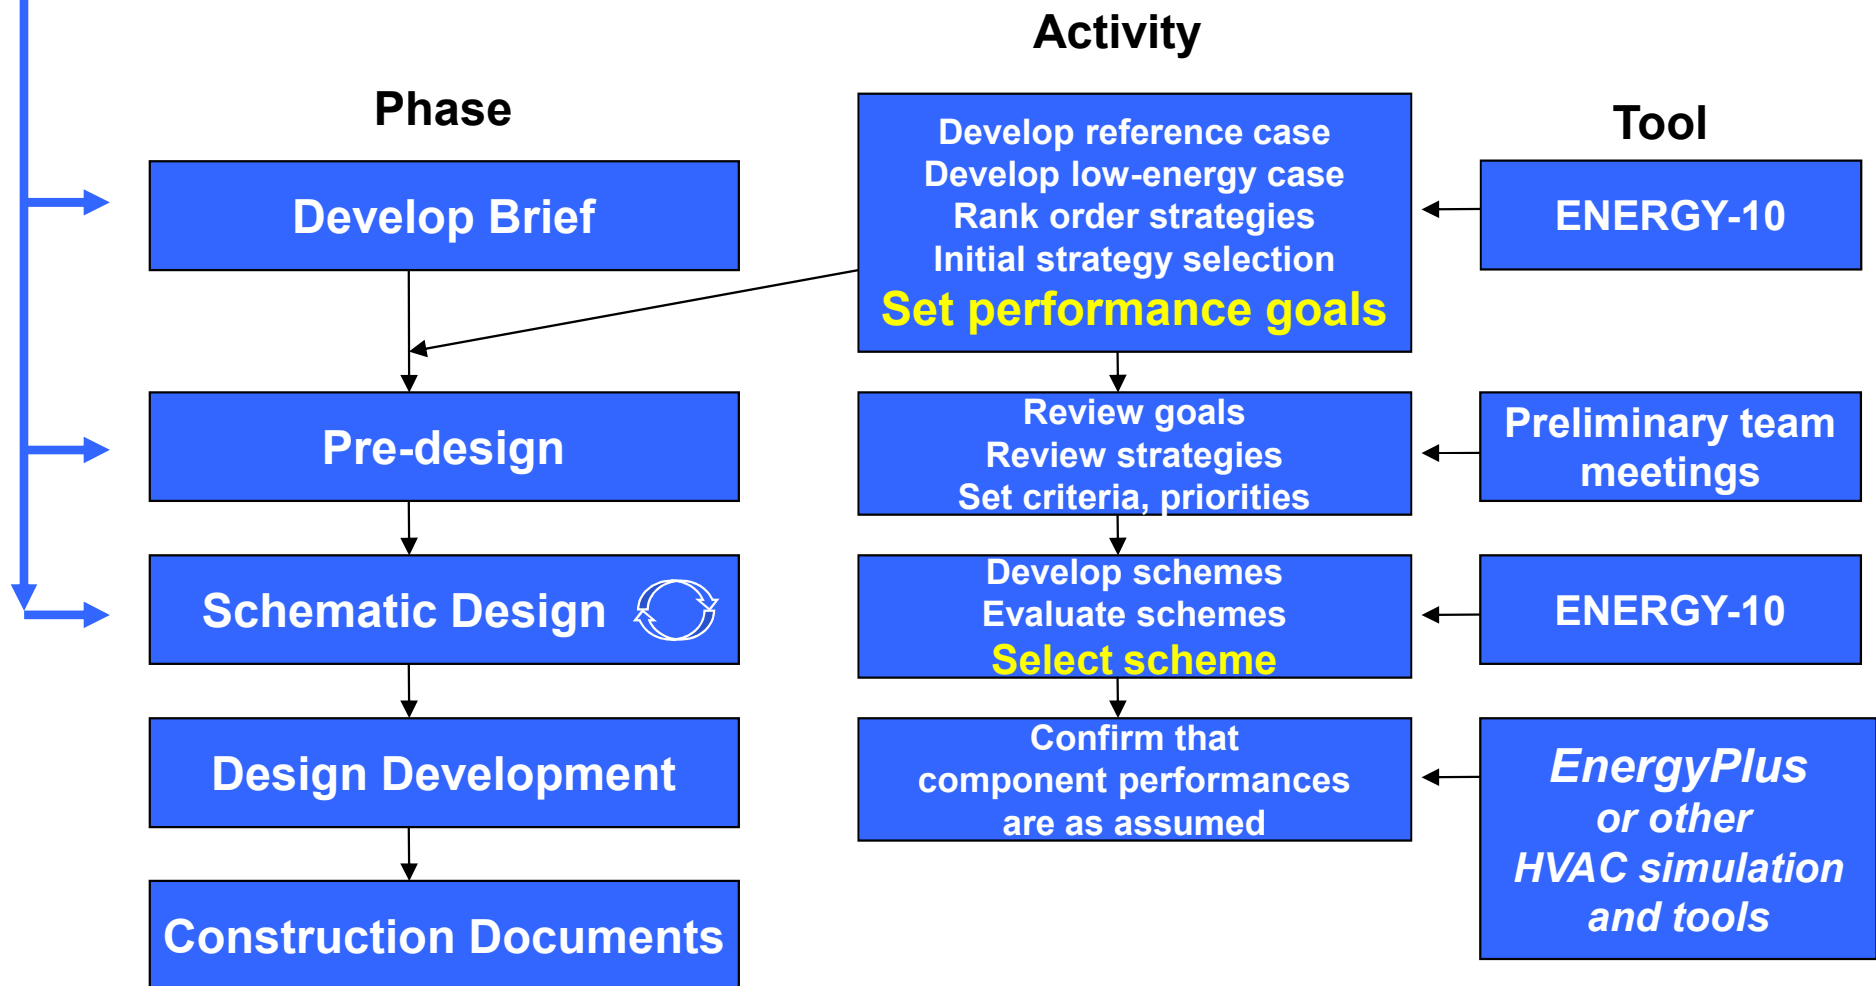 Activity
Phase
Tool
Develop Brief
Develop reference case
Develop low-energy case
Rank order strategies
Initial strategy selection
Set performance goals
ENERGY-10
Pre-design
Review goals
Review strategies
Set criteria, priorities
Preliminary team
meetings
Schematic Design
Develop schemes
Evaluate schemes
Select scheme
ENERGY-10
Design Development
Confirm that
component performances
are as assumed
EnergyPlus
or other
HVAC simulation
and tools
Construction Documents